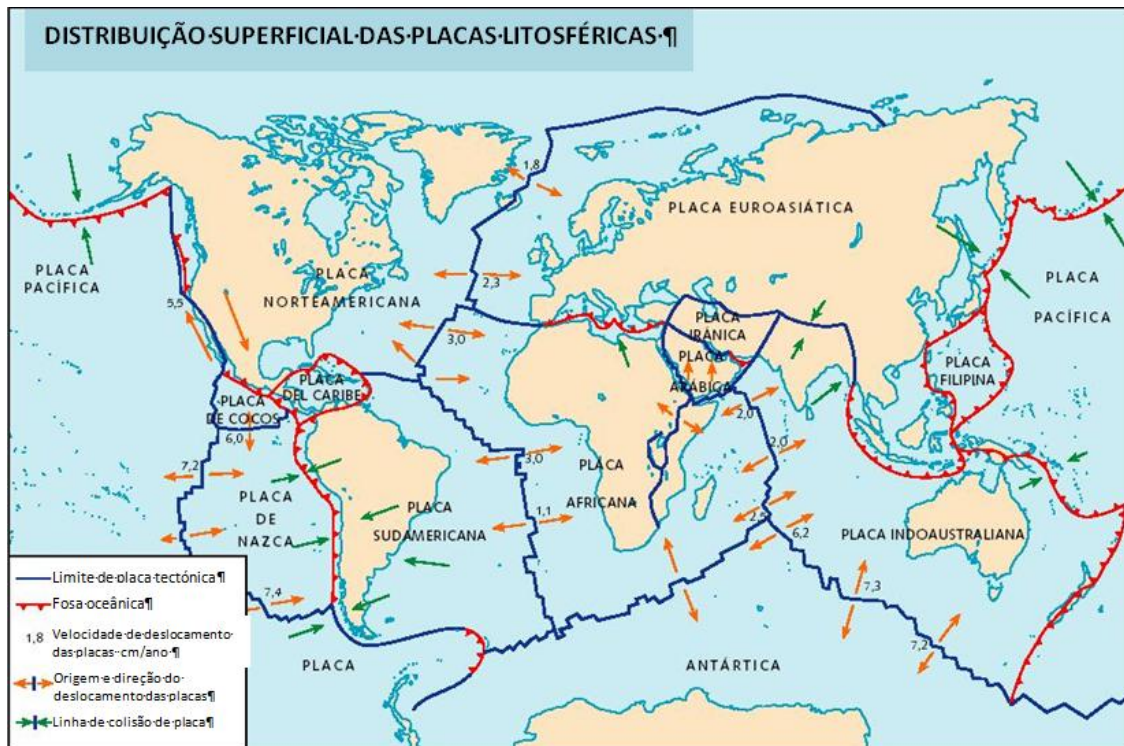 DISTRIBUIÇÃO·SUPERFICIAL·DAS·PLACAS·LITOSFÉRICAS·¶
1,8
PLACA EUROASIÁTICA
PLACA
PACÍFICA
PLACA
NORTEAMERICANA
2,3
PLACA
PACÍFICA
5,5
3,0
PLACA
IRÁNICA
PLACA
ARÁBICA
PLACA
FILIPINA
PLACA
DEL CARIBE
PLACA
DE COCOS
6,0
2,0
2,0
7,2
3,0
PLACA
AFRICANA
PLACA
DE
NAZCA
PLACA
SUDAMERICANA
1,1
2,5
6,2
PLACA INDOAUSTRALIANA
7,4
7,3
7,2
PLACA
ANTÁRTICA
Limite·de·placa·tectónica¶
Fosa·oceânica¶
1,8
Velocidade·de·deslocamento·
das·placas··cm/ano·¶
Origem·e·direção·do·
deslocamento·das·placas¶
Linha·de·colisão·de·placa¶